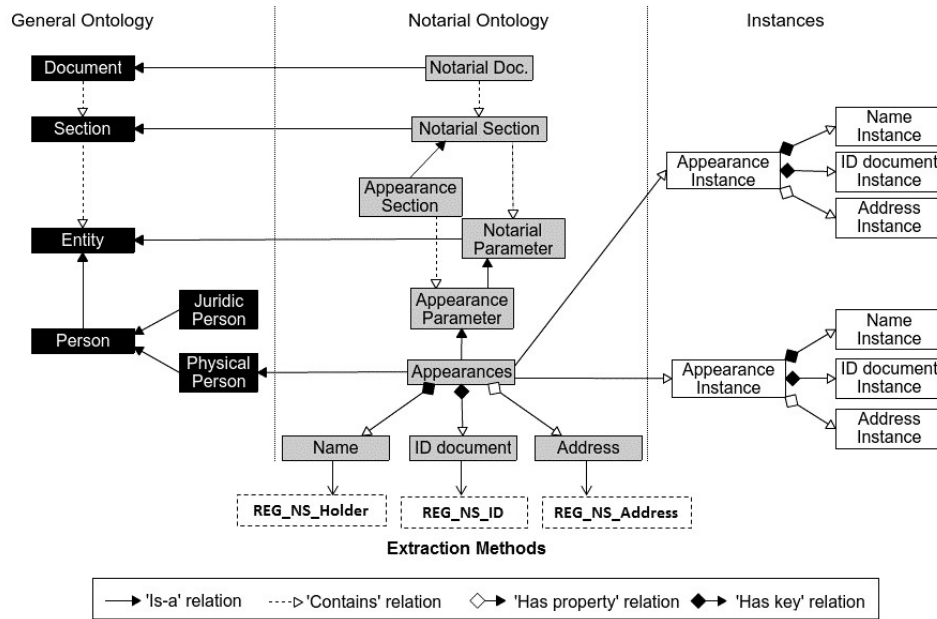 General Ontology
Notarial Ontology
Instances
Document
Notarial Doc.
Section
Notarial Section
Appearance
Section
Entity
Notarial
Parameter
Juridic
Person
Person
Physical
Person
Appearance
Parameter
Appearances
Name
ID document
Address
REG_NS_Holder
REG_NS_ID
REG_NS_Address
Extraction Methods
Appearance
Instance
Name
Instance
ID document
Instance
Address
Instance
Appearance
Instance
Name
Instance
ID document
Instance
Address
Instance
'Is-a' relation
'Contains' relation
'Has property' relation
'Has key' relation